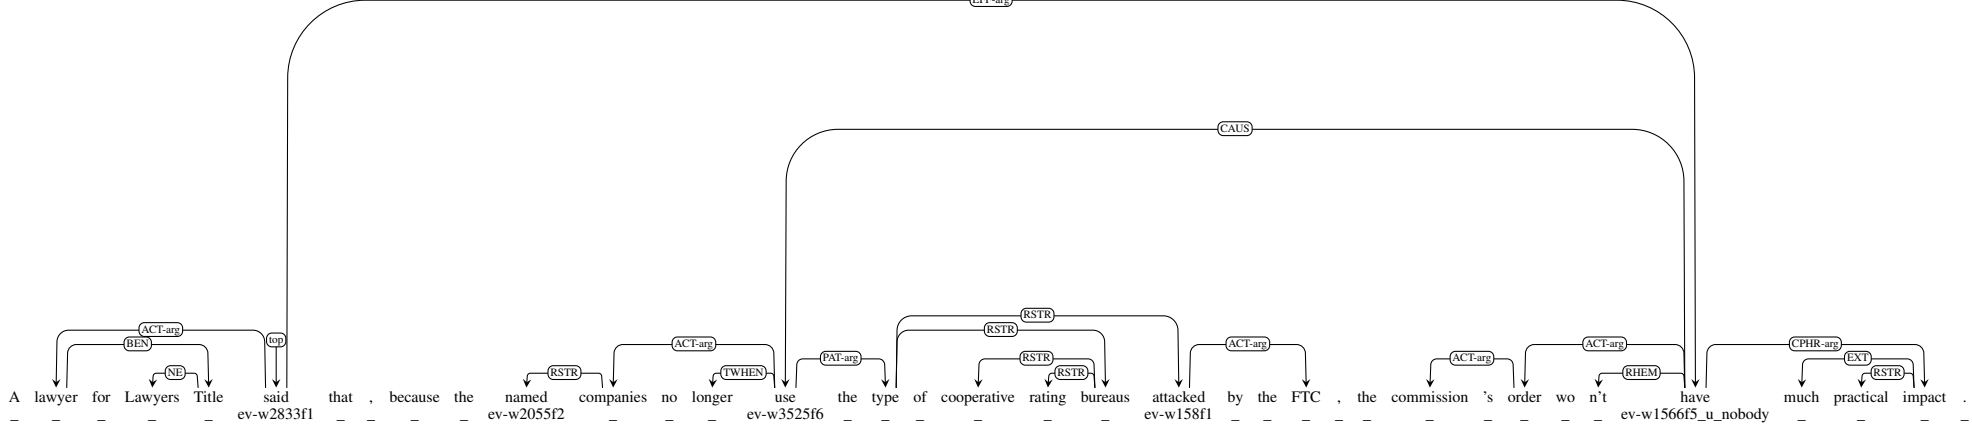 CAUS
RSTR
ACT-arg top RSTR
BEN ACT-arg ACT-arg ACT-arg CPHR-arg
PAT-arg RSTR ACT-arg EXT
NE RSTR TWHEN RSTR RHEM RSTR
A lawyer for Lawyers Title said that , because the named companies no longer use the type of cooperative rating bureaus attacked by the FTC , the commission 's order wo n't have much practical impact .
_ _ _ _ _ ev-w2833f1 _ _ _ _ ev-w2055f2 _ _ _ ev-w3525f6 _ _ _ _ _ _ ev-w158f1 _ _ _ _ _ _ _ _ _ _ ev-w1566f5_u_nobody _ _ _ _